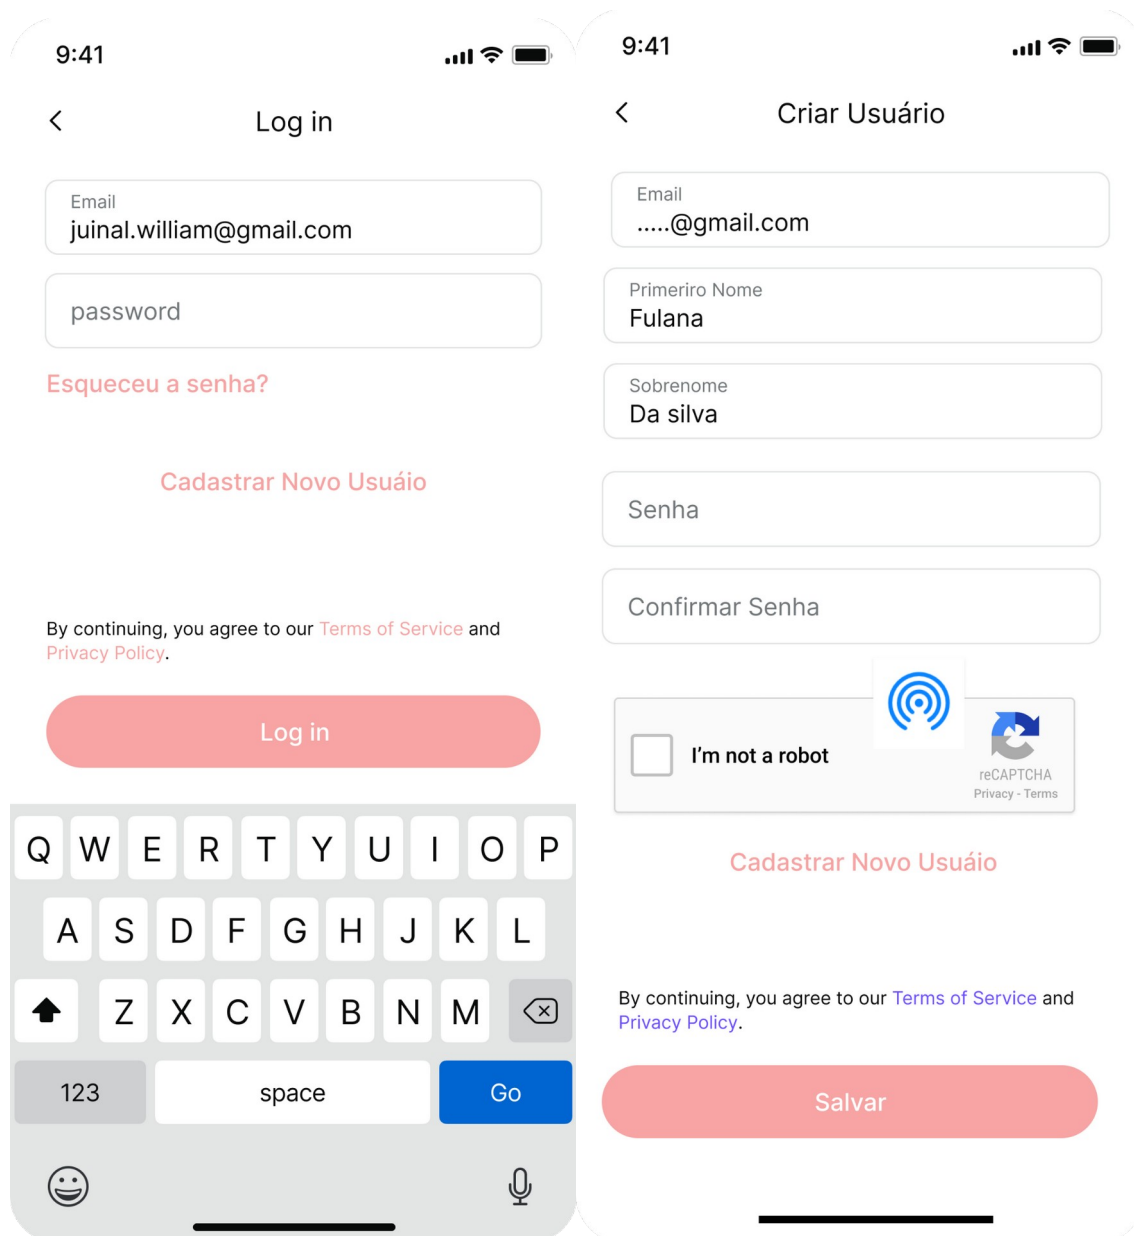 9:41
Log in
Email
juinal.william@gmail.com
password
Esqueceu a senha?
Cadastrar Novo Usuáio
By continuing, you agree to our Terms of Service and
Privacy Policy.
Log in
Q W E R T Y U I O P
A S D F G H J K L
Z X C V B N M
123 space Go
9:41
Criar Usuário
Email
.....@gmail.com
Primeriro Nome
Fulana
Sobrenome
Da silva
Senha
Confirmar Senha
I'm not a robot
reCAPTCHA
Privacy - Terms
Cadastrar Novo Usuáio
By continuing, you agree to our Terms of Service and
Privacy Policy.
Salvar